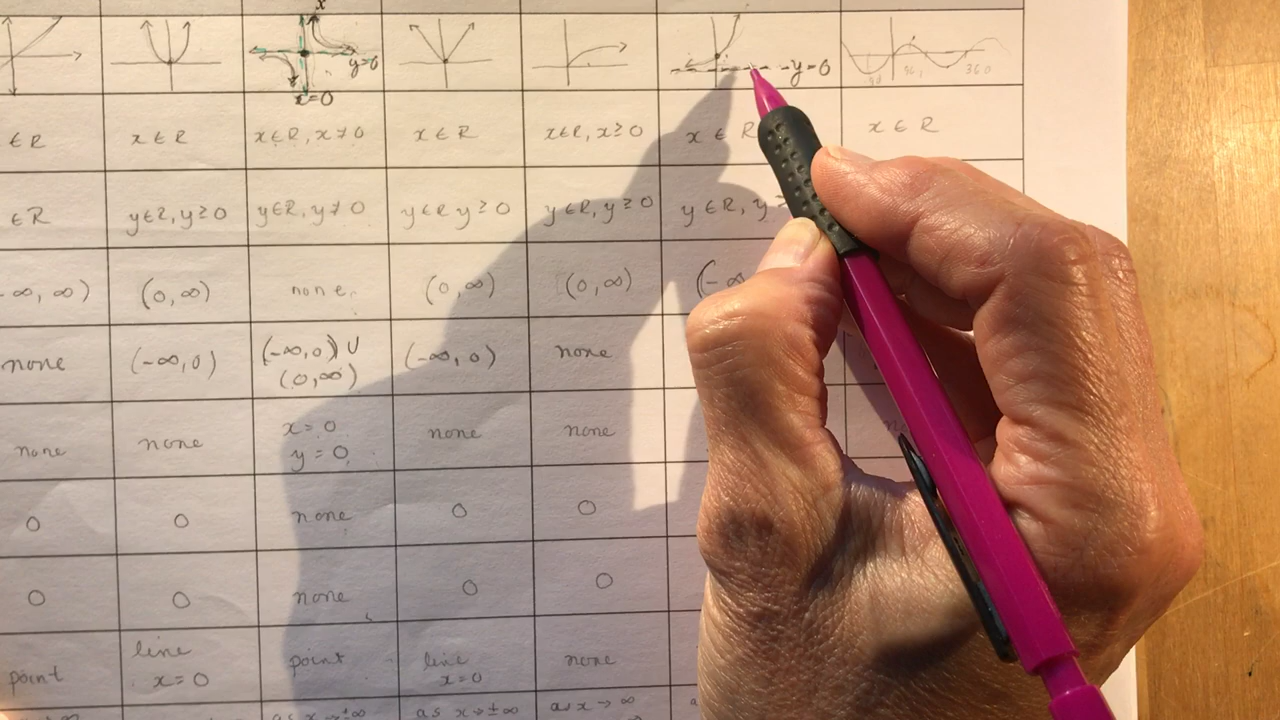 y=0
y=0
x=0
90 360
∈ R x ∈ R x∈R, x≠0 x ∈ R x∈R, x≥0 x ∈ R x ∈ R
∈ R y∈R, y≥0 y∈R, y≠0 y∈R y≥0 y∈R, y≥0 y∈R, y
-∞, ∞) (0, ∞) none (0, ∞) (0, ∞) (-∞
none (-∞, 0) (-∞, 0) ∪ (-∞, 0) none
(0, ∞)
none none x=0 none none
y=0
0 0 none 0 0
0 0 none 0 0
point line point line none
x=0 x=0
as x→±∞ as x→±∞ as x→∞